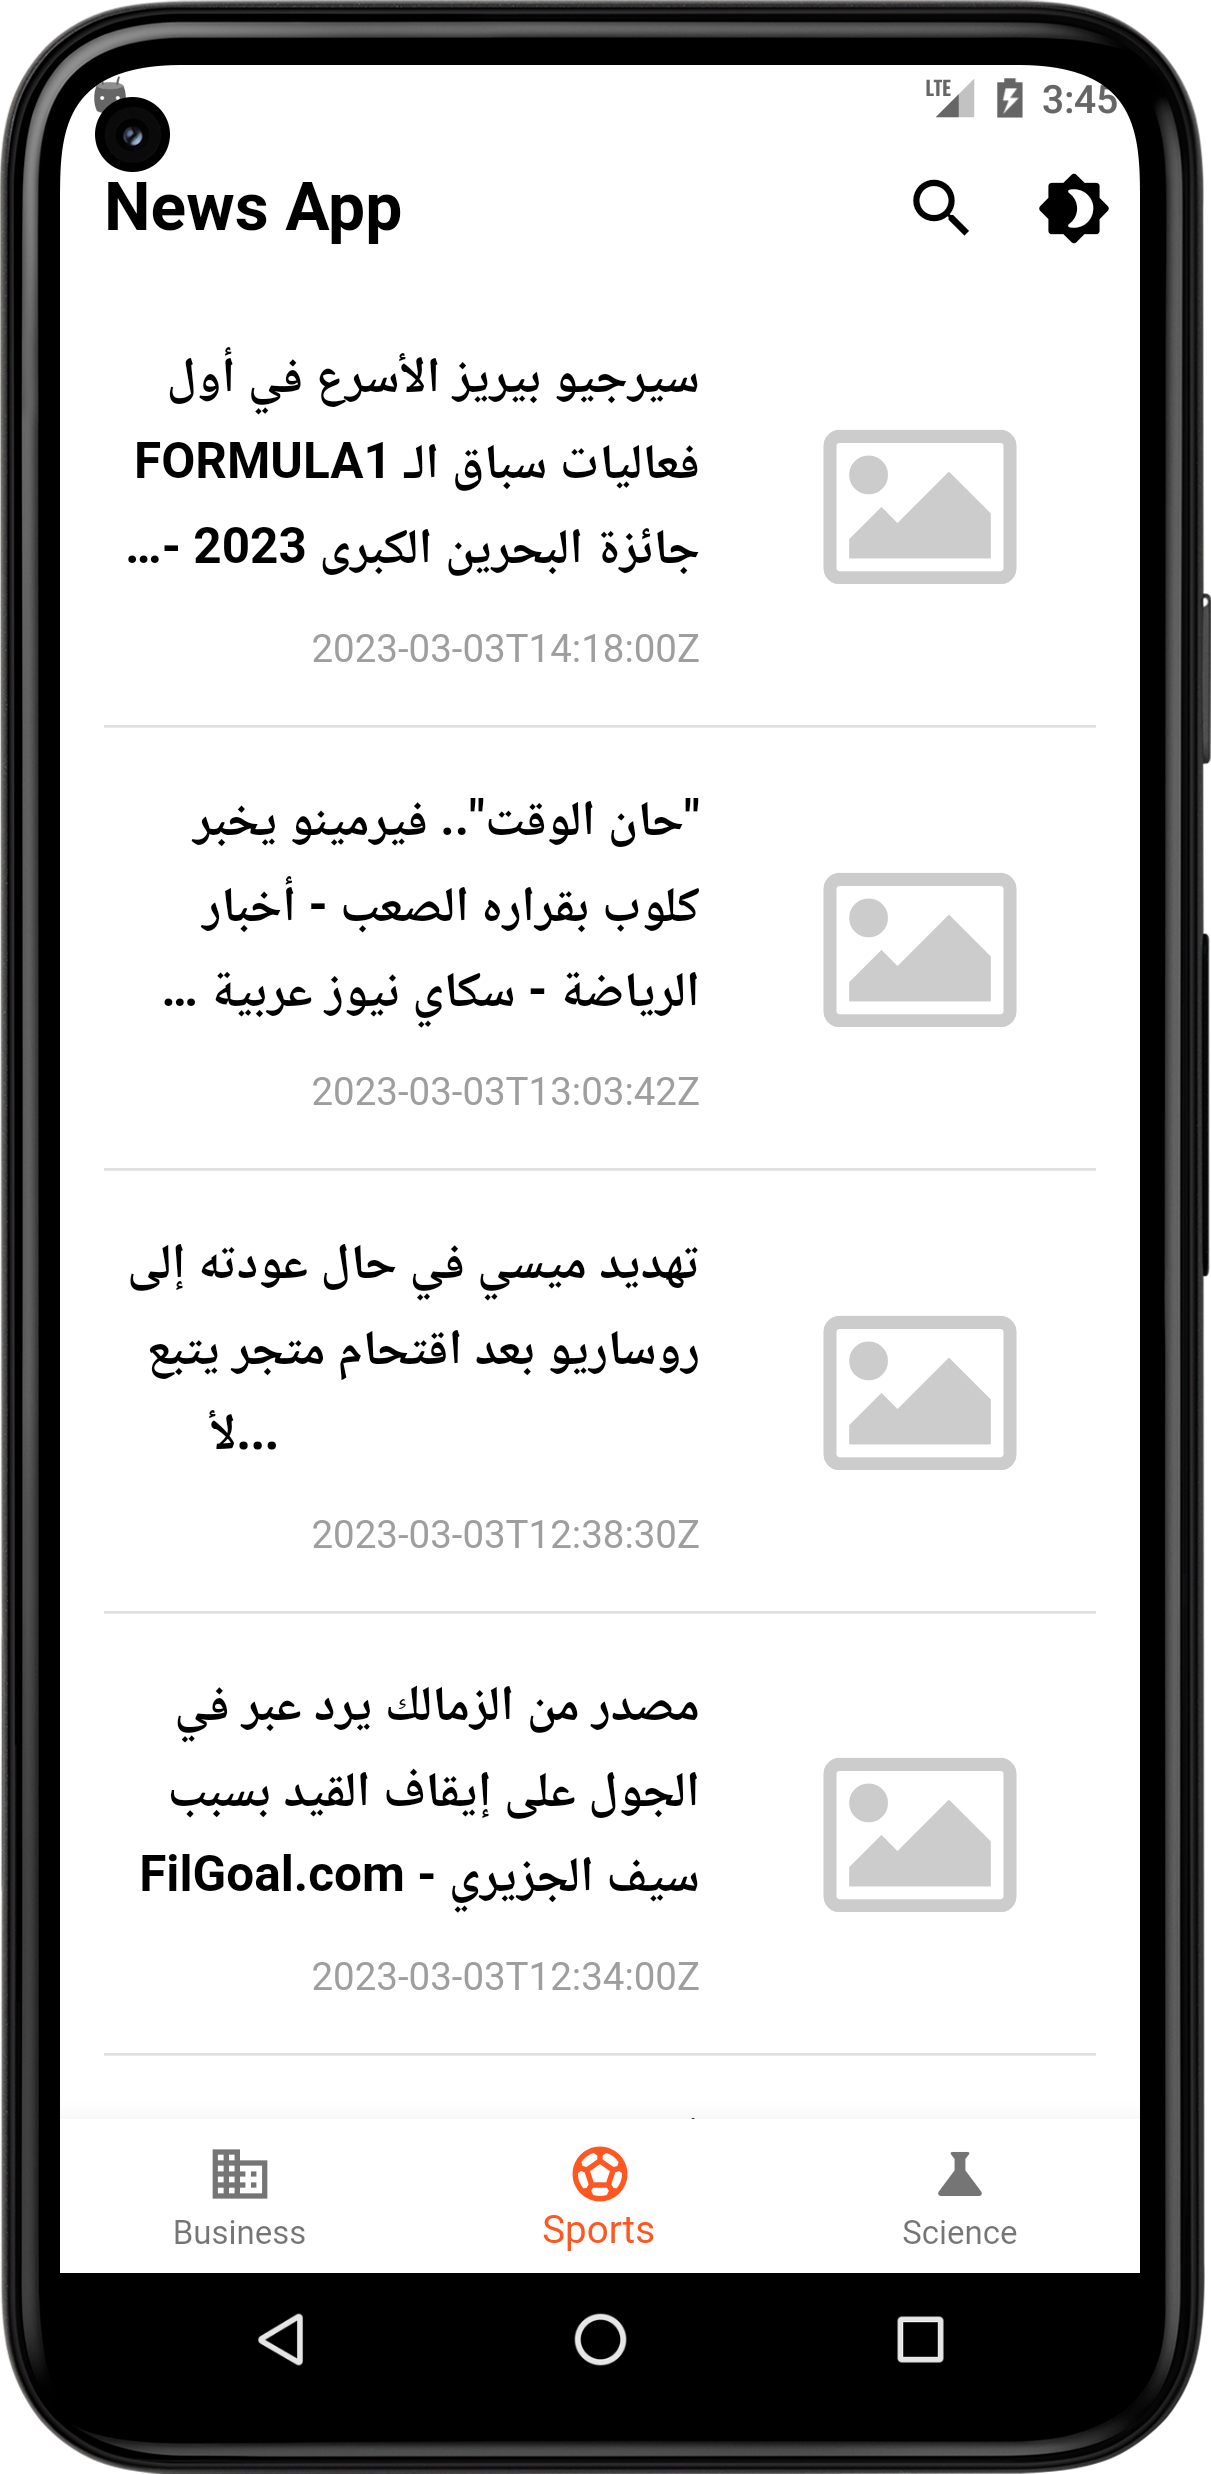 LTE 3:45
News App
سيرجيو بيريز الأسرع في أول
فعاليات سباق الـ FORMULA1
جائزة البحرين الكبرى 2023 -...
2023-03-03T14:18:00Z
"حان الوقت".. فيرمينو يخبر
كلوب بقراره الصعب - أخبار
الرياضة - سكاي نيوز عربية ...
2023-03-03T13:03:42Z
تهديد ميسي في حال عودته إلى
روساريو بعد اقتحام متجر يتبع
...لأ
2023-03-03T12:38:30Z
مصدر من الزمالك يرد عبر في
الجول على إيقاف القيد بسبب
سيف الجزيري - FilGoal.com
2023-03-03T12:34:00Z
Business Sports Science